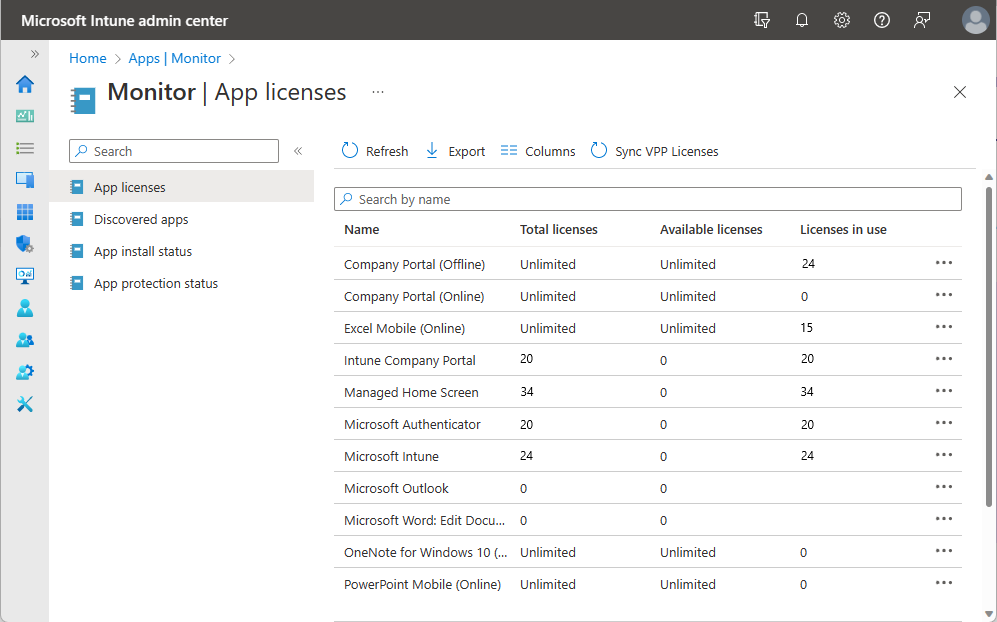 Microsoft Intune admin center
Home > Apps | Monitor >
Monitor | App licenses ...
Search «
Refresh Export Columns Sync VPP Licenses
App licenses
Discovered apps
App install status
App protection status
Search by name
Name Total licenses Available licenses Licenses in use
Company Portal (Offline) Unlimited Unlimited 24
Company Portal (Online) Unlimited Unlimited 0
Excel Mobile (Online) Unlimited Unlimited 15
Intune Company Portal 20 0 20
Managed Home Screen 34 0 34
Microsoft Authenticator 20 0 20
Microsoft Intune 24 0 24
Microsoft Outlook 0 0
Microsoft Word: Edit Docu... 0 0
OneNote for Windows 10 (... Unlimited Unlimited 0
PowerPoint Mobile (Online) Unlimited Unlimited 0